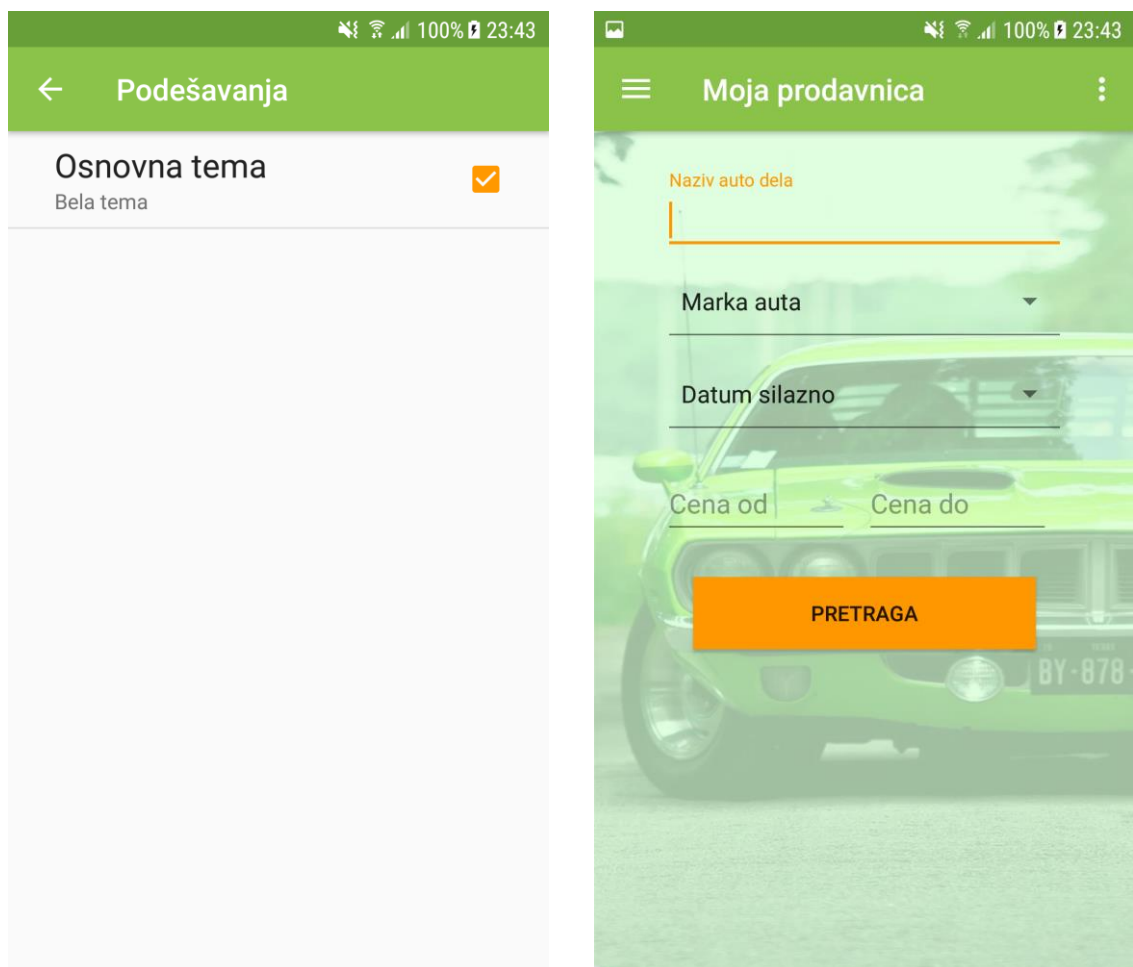 100% 23:43
Podešavanja
Osnovna tema
Bela tema
100% 23:43
Moja prodavnica
Naziv auto dela
Marka auta
Datum silazno
Cena od
Cena do
PRETRAGA
BY-878